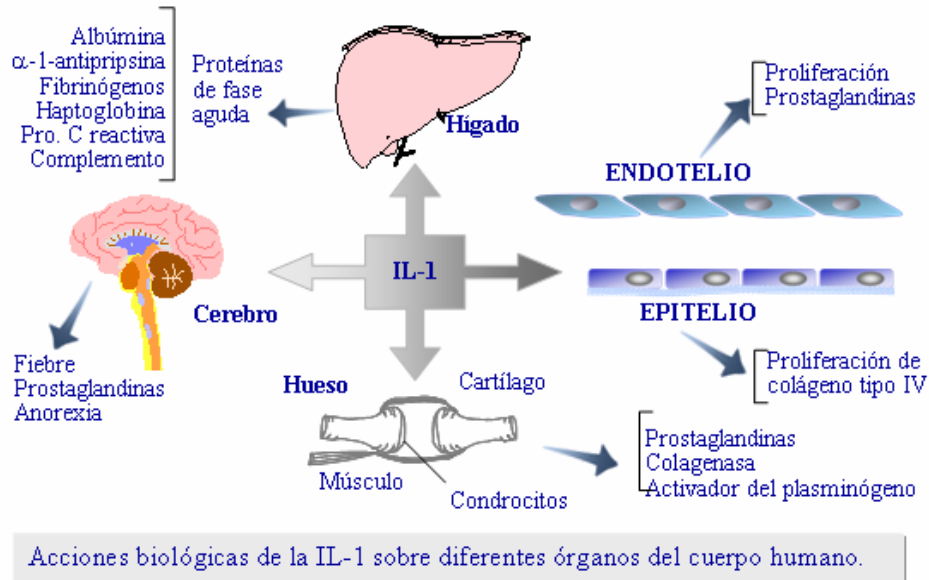 Albúmina
α-1-antipripsina
Fibrinógenos
Haptoglobina
Pro. C reactiva
Complemento
Proteínas
de fase
aguda
Hígado
Proliferación
Prostaglandinas
ENDOTELIO
IL-1
Cerebro
EPITELIO
Fiebre
Prostaglandinas
Anorexia
Hueso
Cartílago
Músculo
Condrocitos
Proliferación de
colágeno tipo IV
Prostaglandinas
Colagenasa
Activador del plasminógeno
Acciones biológicas de la IL-1 sobre diferentes órganos del cuerpo humano.